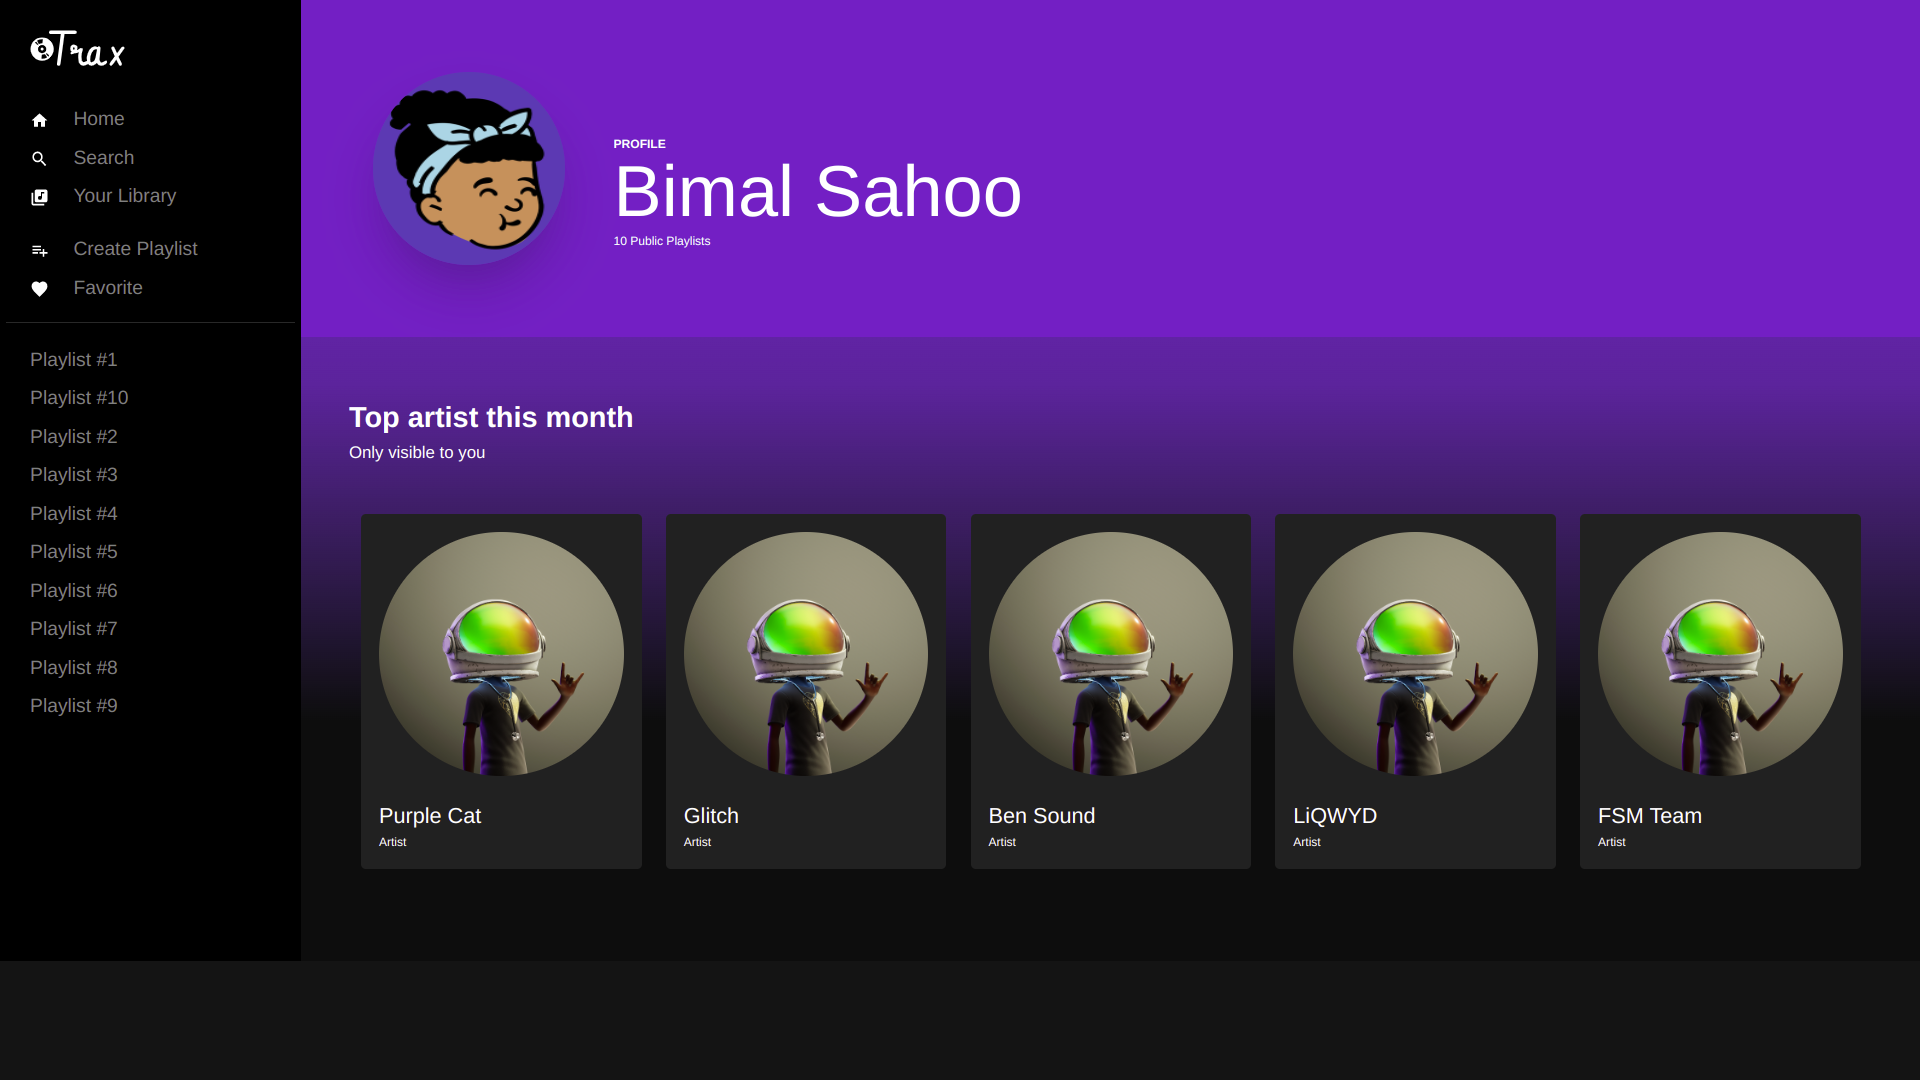 Trax
Home
Search
Your Library
Create Playlist
Favorite
Playlist #1
Playlist #10
Playlist #2
Playlist #3
Playlist #4
Playlist #5
Playlist #6
Playlist #7
Playlist #8
Playlist #9
PROFILE
Bimal Sahoo
10 Public Playlists
Top artist this month
Only visible to you
Purple Cat
Artist
Glitch
Artist
Ben Sound
Artist
LiQWYD
Artist
FSM Team
Artist